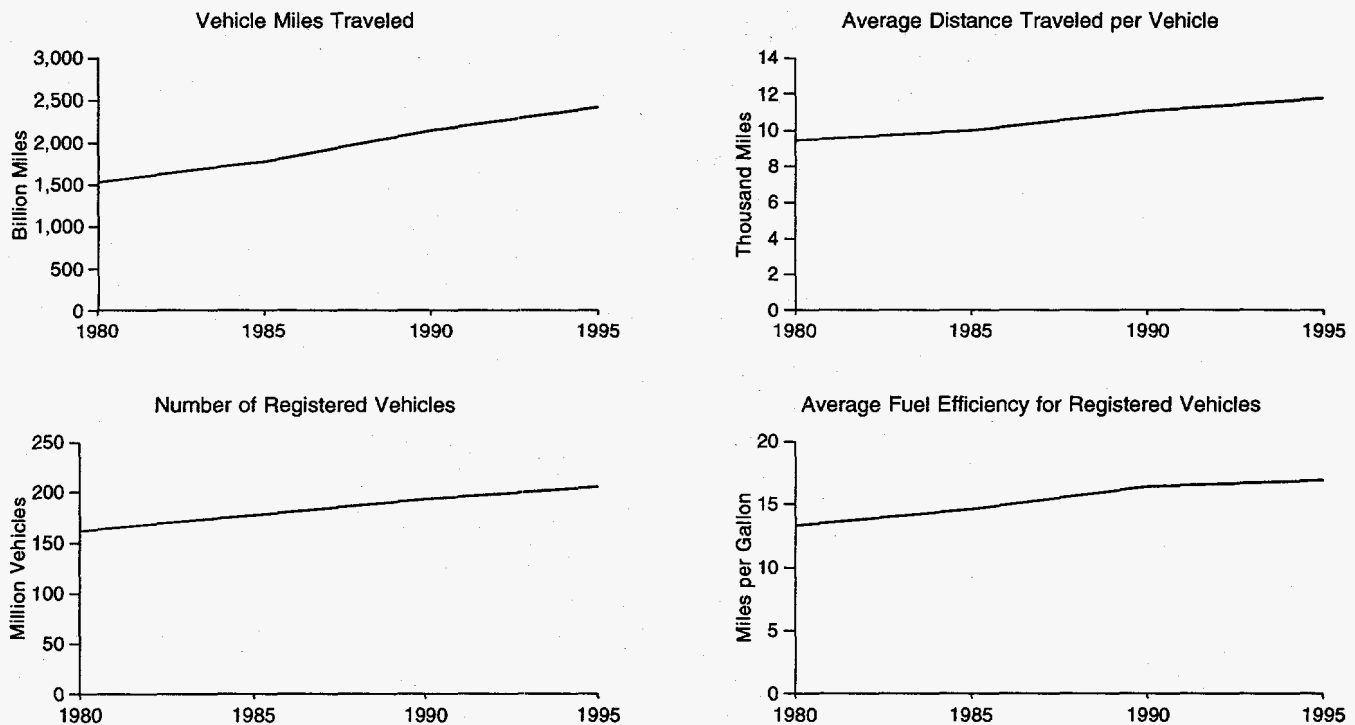 Vehicle Miles Traveled
Billion Miles
3,000
2,500
2,000
1,500
1,000
500
0
1980 1985 1990 1995
Average Distance Traveled per Vehicle
Thousand Miles
14
12
10
8
6
4
2
0
1980 1985 1990 1995
Number of Registered Vehicles
Million Vehicles
250
200
150
100
50
0
1980 1985 1990 1995
Average Fuel Efficiency for Registered Vehicles
Miles per Gallon
20
15
10
5
0
1980 1985 1990 1995